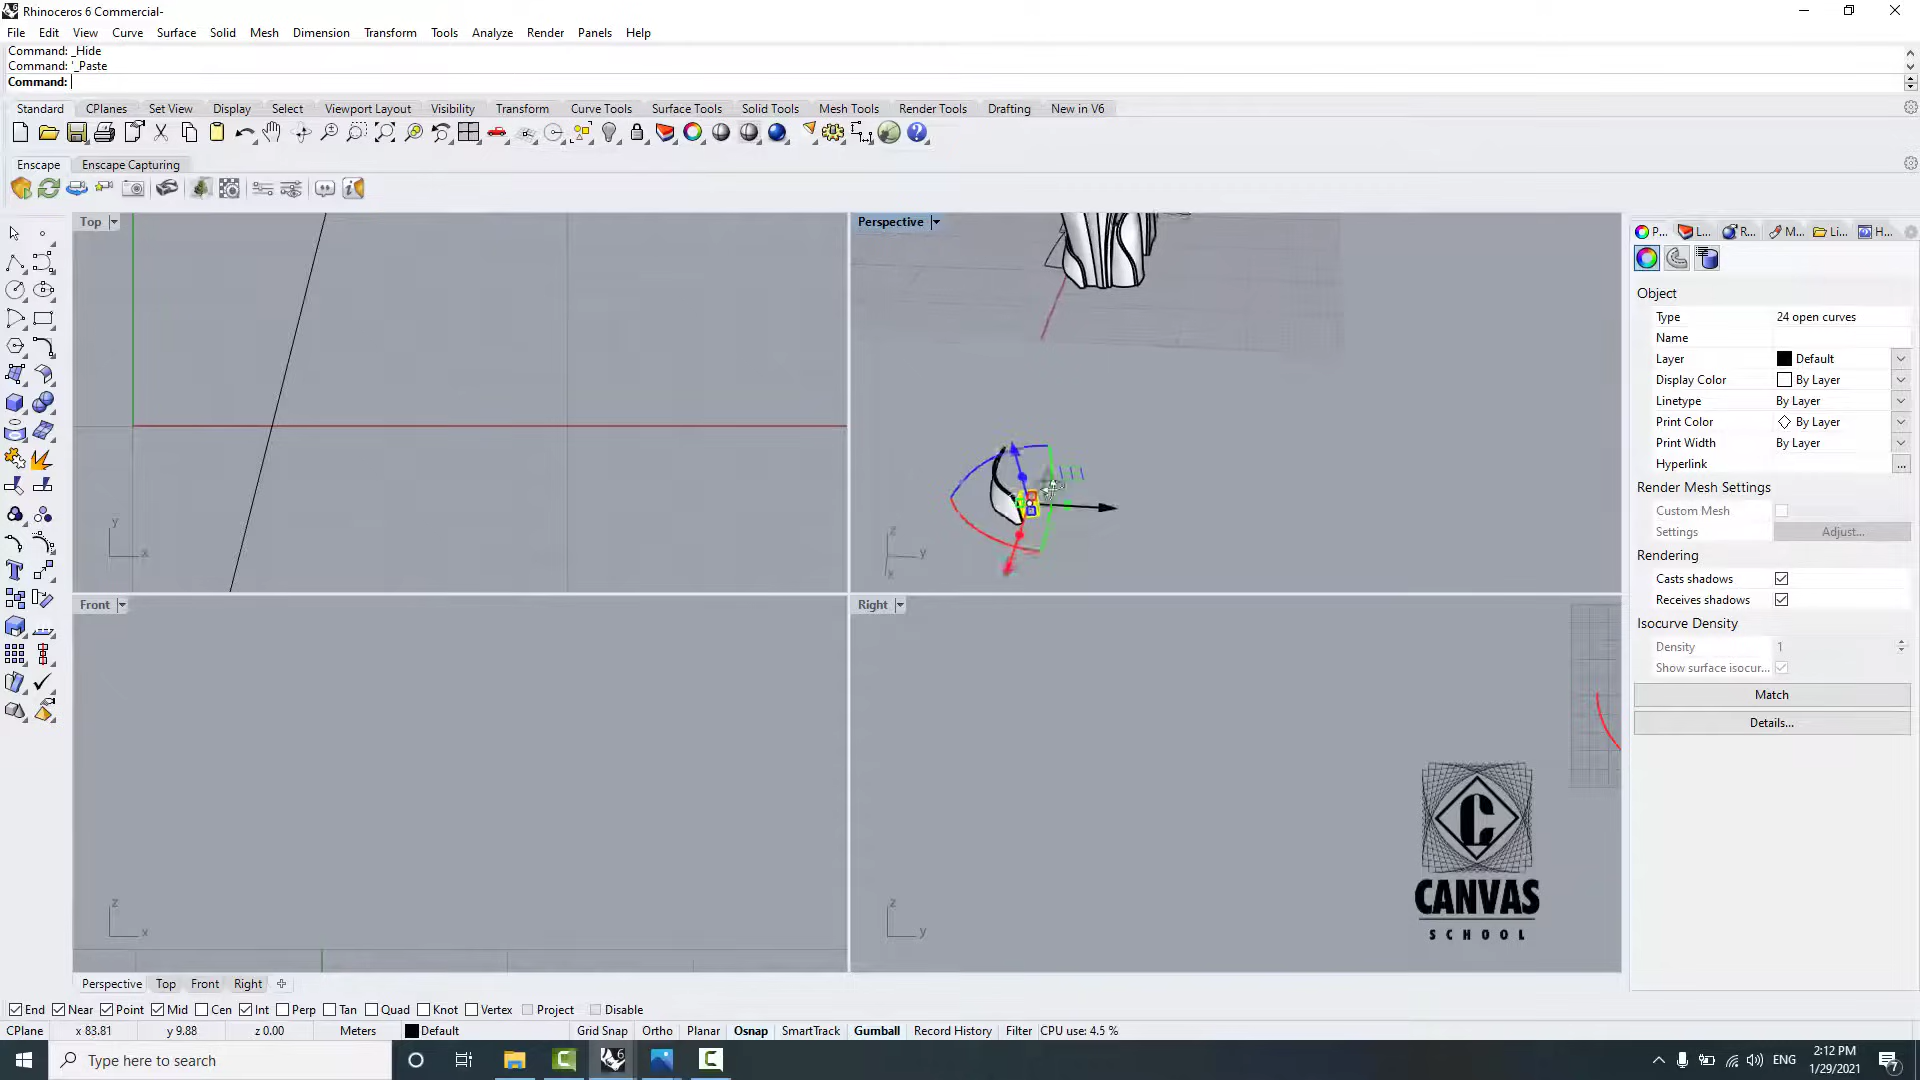 Rhinoceros 6 Commercial-
File Edit View Curve Surface Solid Mesh Dimension Transform Tools Analyze Render Panels Help
Command: _Hide
Command: '_Paste
Command:
Standard CPlanes Set View Display Select Viewport Layout Visibility Transform Curve Tools Surface Tools Solid Tools Mesh Tools Render Tools Drafting New in V6
Enscape Enscape Capturing
Top
Perspective
P... L... R... M... Li... H...
Object
Type 24 open curves
Name
Layer Default
Display Color By Layer
Linetype By Layer
Print Color By Layer
Print Width By Layer
Hyperlink ...
Render Mesh Settings
Custom Mesh
Settings Adjust...
Rendering
Casts shadows
Receives shadows
Isocurve Density
Density 1
Show surface isocur...
Match
Details...
y
x
z
y
x
Front
Right
z
x
z
y
C
CANVAS
SCHOOL
Perspective Top Front Right
End Near Point Mid Cen Int Perp Tan Quad Knot Vertex Project Disable
CPlane x 83.81 y 9.88 z 0.00 Meters Default Grid Snap Ortho Planar Osnap SmartTrack Gumball Record History Filter CPU use: 4.5 %
Type here to search
ENG
2:12 PM
1/29/2021
7